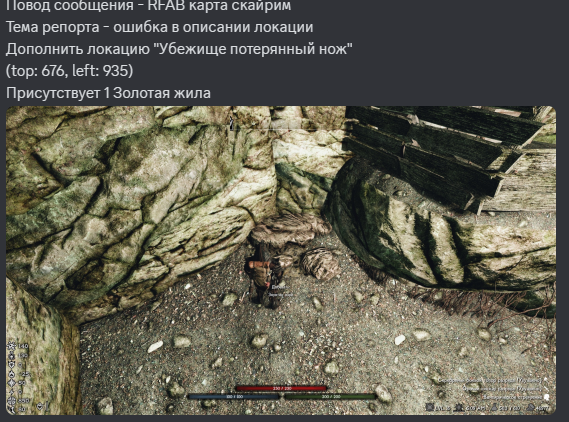 Повод сообщения - RFAB карта скайрим
Тема репорта - ошибка в описании локации
Дополнить локацию "Убежище потерянный нож"
(top: 676, left: 935)
Присутствует 1 Золотая жила